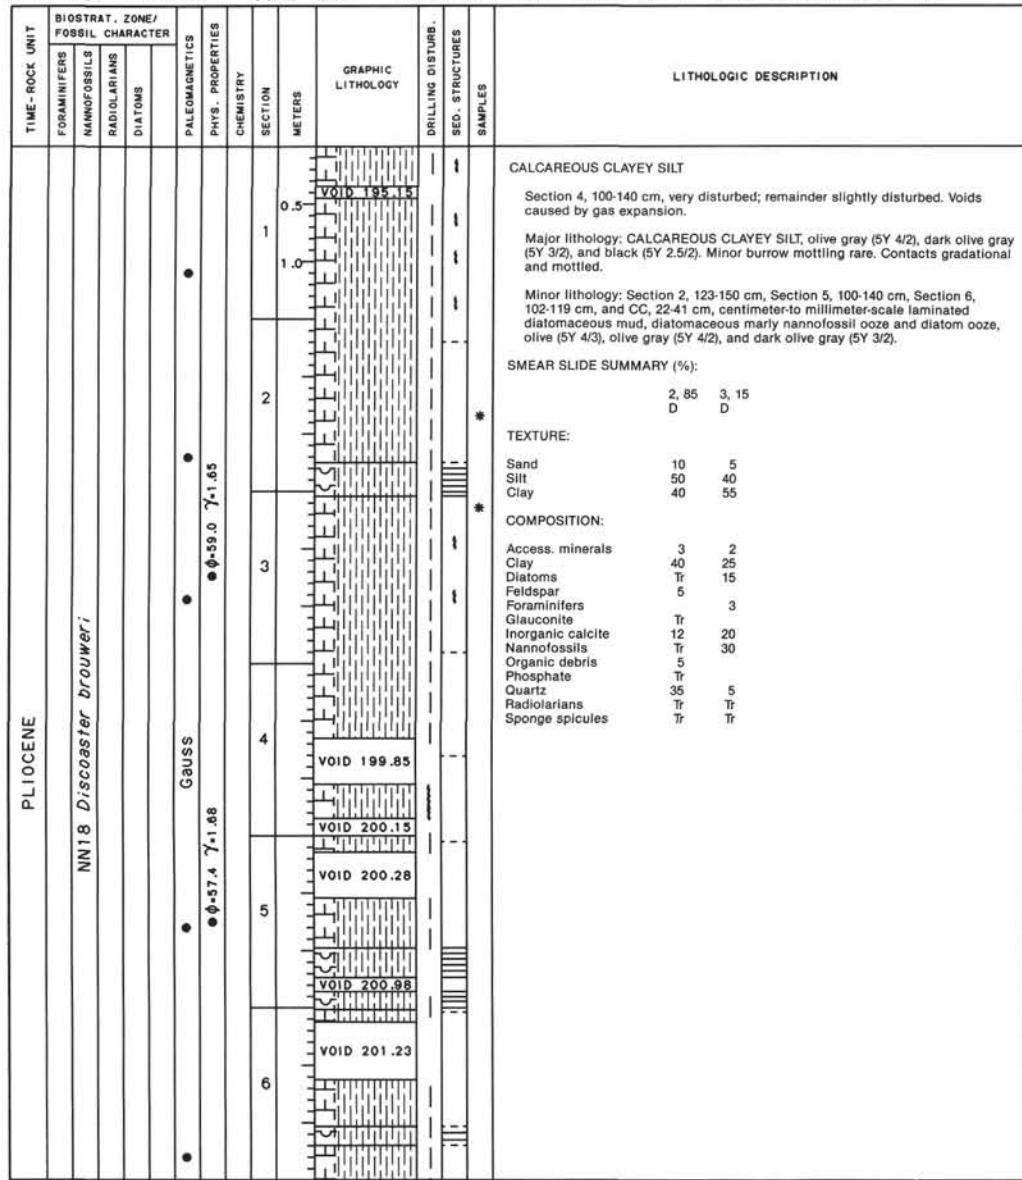 TIME-ROCK UNIT
BIOSTRAT. ZONE/
FOSSIL CHARACTER
FORAMINIFERS
NANNOFOSSILS
RADIOLARIANS
DIATOMS
PALEOMAGNETICS
PHYS. PROPERTIES
CHEMISTRY
SECTION
METERS
GRAPHIC
LITHOLOGY
DRILLING DISTURB.
SED. STRUCTURES
SAMPLES
LITHOLOGIC DESCRIPTION
PLIOCENE
NN18 Discoaster brouweri
Gauss
ϕ=59.0 γ=1.65
ϕ=57.4 γ=1.68
1
2
3
4
5
6
0.5
1.0
VOID 195.15
VOID 199.85
VOID 200.15
VOID 200.28
VOID 200.98
VOID 201.23
*
*
CALCAREOUS CLAYEY SILT
Section 4, 100-140 cm, very disturbed; remainder slightly disturbed. Voids
caused by gas expansion.
Major lithology: CALCAREOUS CLAYEY SILT, olive gray (5Y 4/2), dark olive gray
(5Y 3/2), and black (5Y 2.5/2). Minor burrow mottling rare. Contacts gradational
and mottled.
Minor lithology: Section 2, 123-150 cm, Section 5, 100-140 cm, Section 6,
102-119 cm, and CC, 22-41 cm, centimeter-to millimeter-scale laminated
diatomaceous mud, diatomaceous marly nannofossil ooze and diatom ooze,
olive (5Y 4/3), olive gray (5Y 4/2), and dark olive gray (5Y 3/2).
SMEAR SLIDE SUMMARY (%):
2, 85 3, 15
D D
TEXTURE:
Sand 10 5
Silt 50 40
Clay 40 55
COMPOSITION:
Access. minerals 3 2
Clay 40 25
Diatoms Tr 15
Feldspar 5
Foraminifers 3
Glauconite Tr
Inorganic calcite 12 20
Nannofossils Tr 30
Organic debris 5
Phosphate Tr
Quartz 35 5
Radiolarians Tr Tr
Sponge spicules Tr Tr